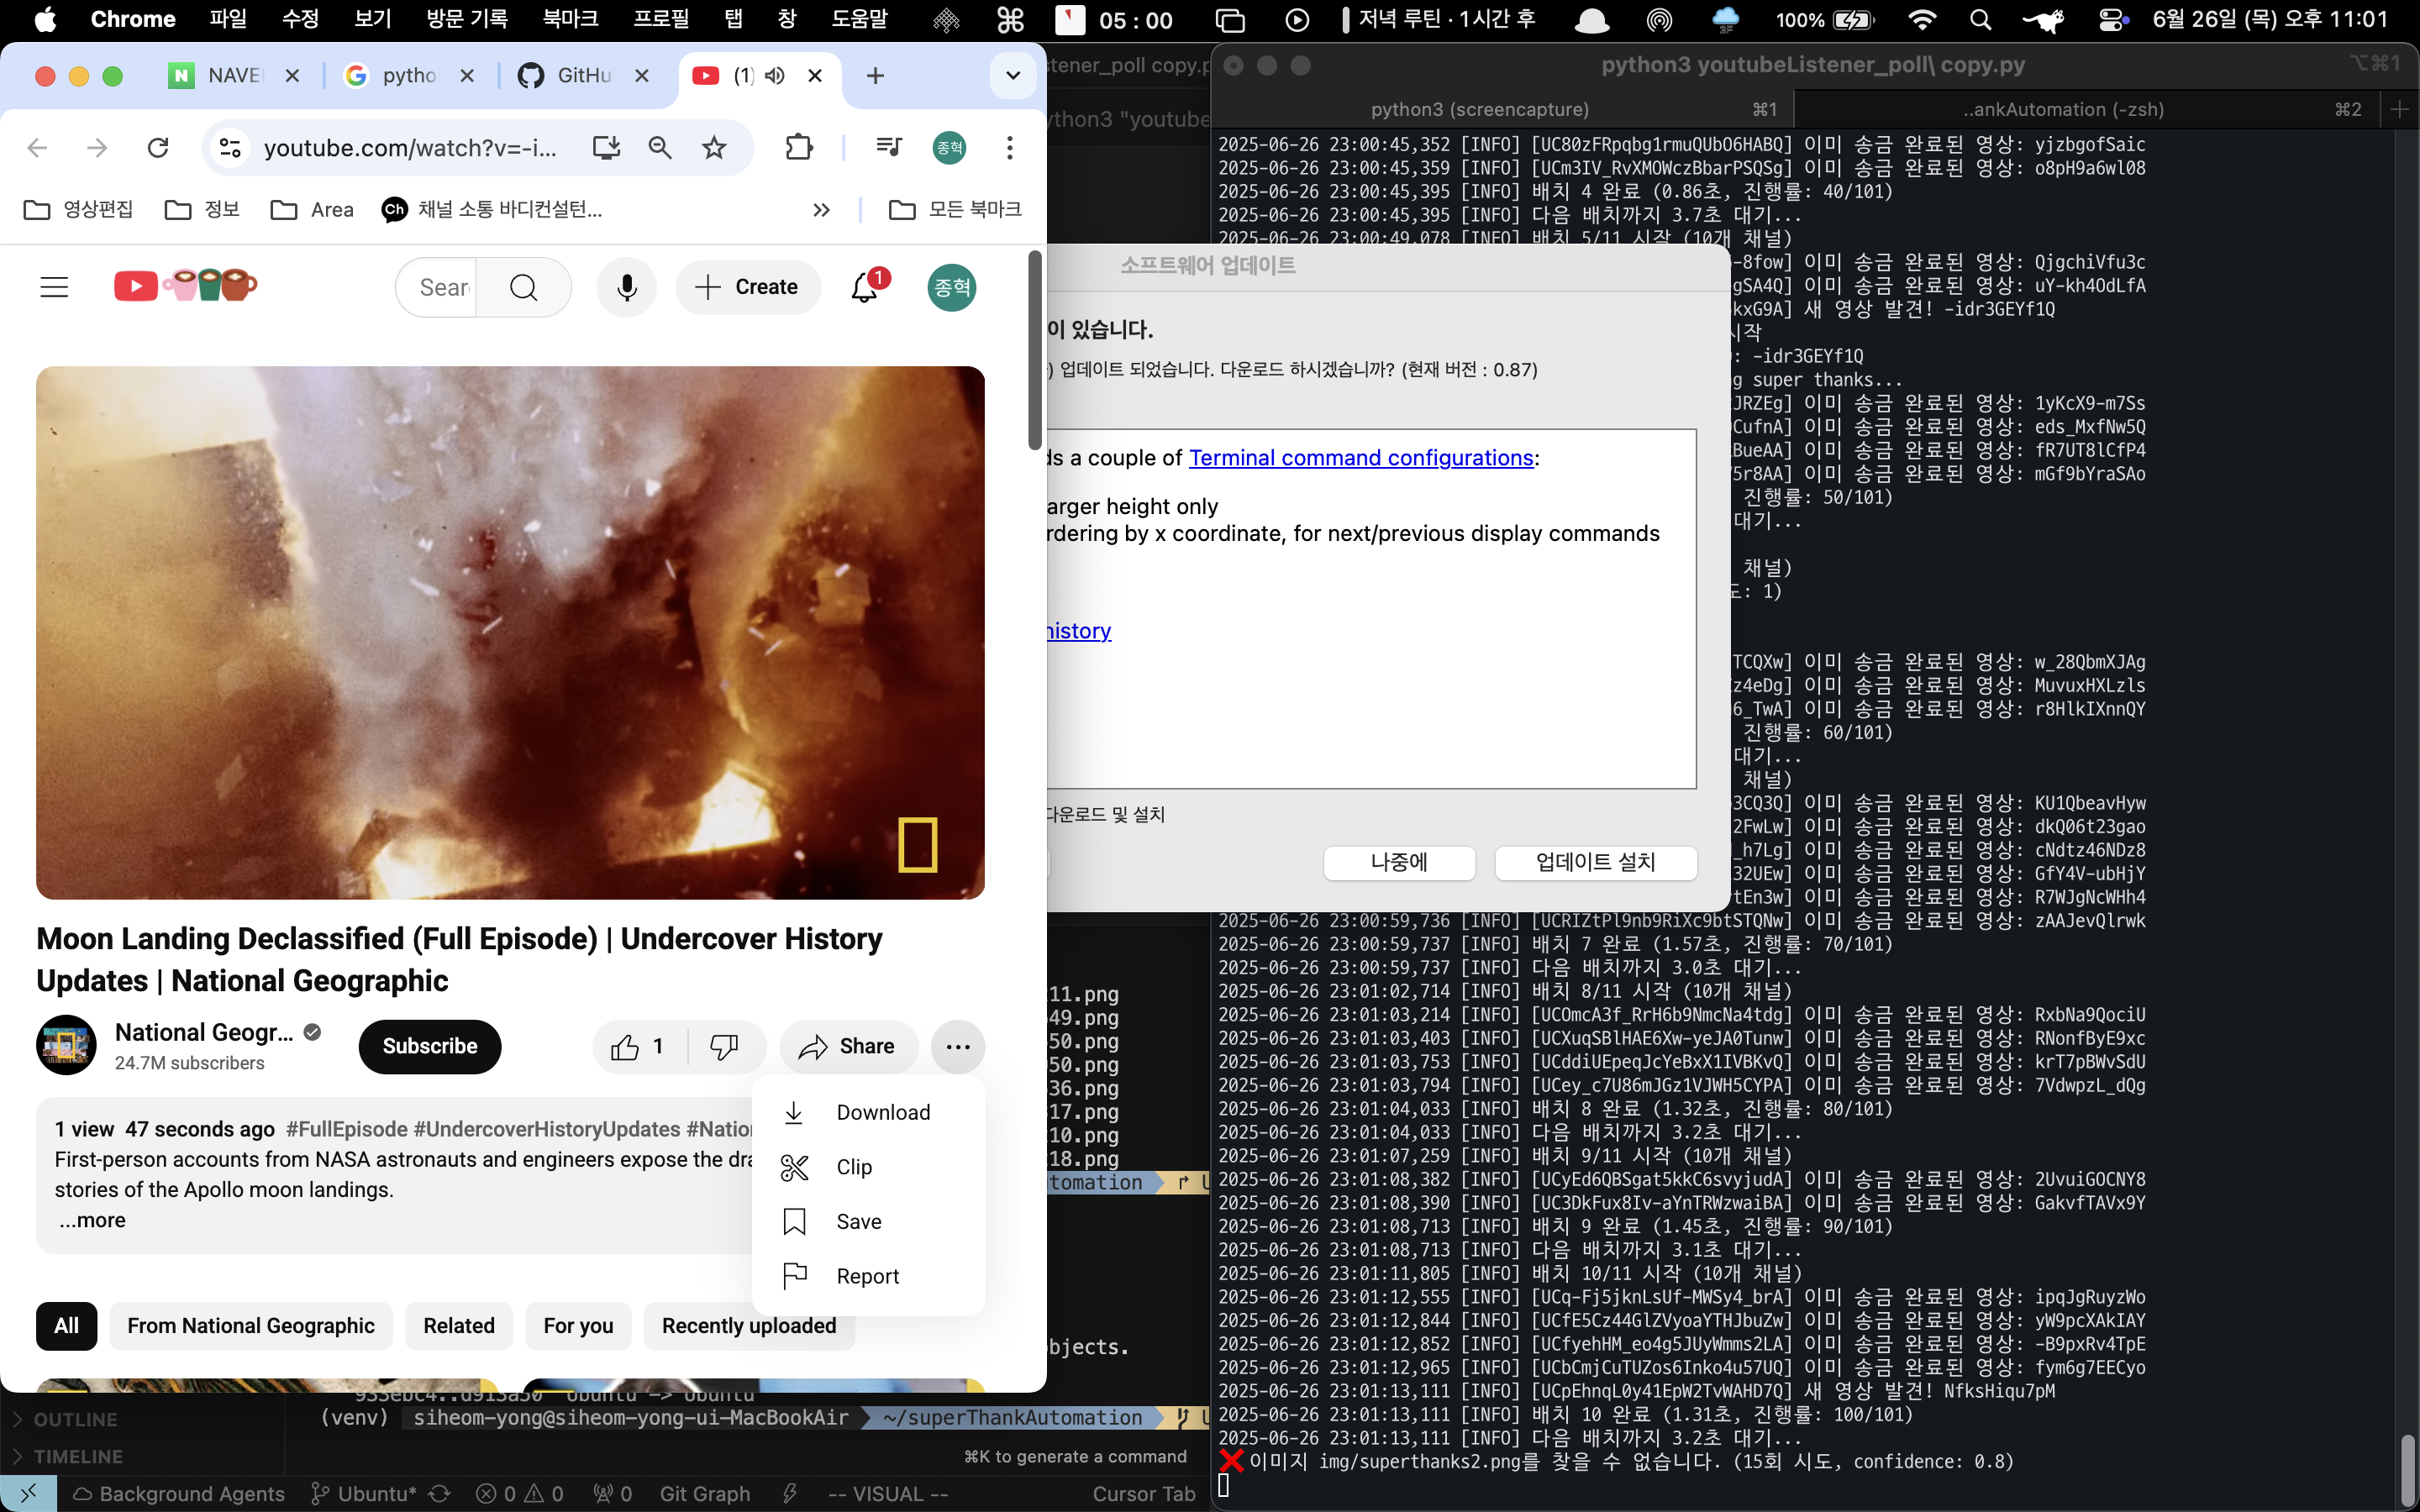 Chrome 파일 수정 보기 방문 기록 북마크 프로필 탭 창 도움말 05 : 00 저녁 루틴 · 1시간 후 3F 100% 6월 26일 (목) 오후 11:01
NAVE pytho GitHu (1)
youtube.com/watch?v=-i... 종혁
영상편집 정보 Area Ch 채널 소통 바디컨설턴... 모든 북마크
Sear Create 1 종혁
Moon Landing Declassified (Full Episode) | Undercover History
Updates | National Geographic
National Geogr...
24.7M subscribers
Subscribe 1 Share
Download
Clip
Save
Report
1 view 47 seconds ago #FullEpisode #UndercoverHistoryUpdates #Natio
First-person accounts from NASA astronauts and engineers expose the dra
stories of the Apollo moon landings.
...more
All From National Geographic Related For you Recently uploaded
stener_poll copy.p
ython3 "youtube
소프트웨어 업데이트
이 있습니다.
) 업데이트 되었습니다. 다운로드 하시겠습니까? (현재 버전 : 0.87)
ds a couple of Terminal command configurations:
arger height only
rdering by x coordinate, for next/previous display commands
history
다운로드 및 설치
나중에 업데이트 설치
11.png
49.png
50.png
50.png
36.png
17.png
10.png
18.png
tomation
bjects.
(venv) siheom-yong@siheom-yong-ui-MacBookAir ~/superThankAutomation
⌘K to generate a command
OUTLINE
TIMELINE
Background Agents Ubuntu* 0 0 0 Git Graph -- VISUAL -- Cursor Tab
python3 youtubeListener_poll\ copy.py ⌥⌘1
python3 (screencapture) ⌘1 ..ankAutomation (-zsh) ⌘2
2025-06-26 23:00:45,352 [INFO] [UC80zFRpqbg1rmuQUbO6HABQ] 이미 송금 완료된 영상: yjzbgofSaic
2025-06-26 23:00:45,359 [INFO] [UCm3IV_RvXMOWczBbarPSQSg] 이미 송금 완료된 영상: o8pH9a6wl08
2025-06-26 23:00:45,395 [INFO] 배치 4 완료 (0.86초, 진행률: 40/101)
2025-06-26 23:00:45,395 [INFO] 다음 배치까지 3.7초 대기...
2025-06-26 23:00:49,078 [INFO] 배치 5/11 시작 (10개 채널)
-8fow] 이미 송금 완료된 영상: QjgchiVfu3c
gSA4Q] 이미 송금 완료된 영상: uY-kh4OdLfA
kxG9A] 새 영상 발견! -idr3GEYf1Q
시작
: -idr3GEYf1Q
g super thanks...
JRZEg] 이미 송금 완료된 영상: 1yKcX9-m7Ss
CufnA] 이미 송금 완료된 영상: eds_MxfNw5Q
BueAA] 이미 송금 완료된 영상: fR7UT8lCfP4
5r8AA] 이미 송금 완료된 영상: mGf9bYraSAo
진행률: 50/101)
대기...
채널)
도: 1)
TCQXw] 이미 송금 완료된 영상: w_28QbmXJAg
z4eDg] 이미 송금 완료된 영상: MuvuxHXLzls
6_TwA] 이미 송금 완료된 영상: r8HlkIXnnQY
진행률: 60/101)
대기...
채널)
3CQ3Q] 이미 송금 완료된 영상: KU1QbeavHyw
2FwLw] 이미 송금 완료된 영상: dkQ06t23gao
_h7Lg] 이미 송금 완료된 영상: cNdtz46NDz8
32UEw] 이미 송금 완료된 영상: GfY4V-ubHjY
tEn3w] 이미 송금 완료된 영상: R7WJgNcWHh4
2025-06-26 23:00:59,736 [INFO] [UCRIZtPl9nb9RiXc9btSTQNw] 이미 송금 완료된 영상: zAAJevQlrwk
2025-06-26 23:00:59,737 [INFO] 배치 7 완료 (1.57초, 진행률: 70/101)
2025-06-26 23:00:59,737 [INFO] 다음 배치까지 3.0초 대기...
2025-06-26 23:01:02,714 [INFO] 배치 8/11 시작 (10개 채널)
2025-06-26 23:01:03,214 [INFO] [UCOmcA3f_RrH6b9NmcNa4tdg] 이미 송금 완료된 영상: RxbNa9QociU
2025-06-26 23:01:03,403 [INFO] [UCXuqSBlHAE6Xw-yeJA0Tunw] 이미 송금 완료된 영상: RNonfByE9xc
2025-06-26 23:01:03,753 [INFO] [UCddiUEpeqJcYeBxX1IVBKvQ] 이미 송금 완료된 영상: krT7pBWvSdU
2025-06-26 23:01:03,794 [INFO] [UCey_c7U86mJGz1VJWH5CYPA] 이미 송금 완료된 영상: 7VdwpzL_dQg
2025-06-26 23:01:04,033 [INFO] 배치 8 완료 (1.32초, 진행률: 80/101)
2025-06-26 23:01:04,033 [INFO] 다음 배치까지 3.2초 대기...
2025-06-26 23:01:07,259 [INFO] 배치 9/11 시작 (10개 채널)
2025-06-26 23:01:08,382 [INFO] [UCyEd6QBSgat5kkC6svyjudA] 이미 송금 완료된 영상: 2UvuiGOCNY8
2025-06-26 23:01:08,390 [INFO] [UC3DkFux8Iv-aYnTRWzwaiBA] 이미 송금 완료된 영상: GakvfTAVx9Y
2025-06-26 23:01:08,713 [INFO] 배치 9 완료 (1.45초, 진행률: 90/101)
2025-06-26 23:01:08,713 [INFO] 다음 배치까지 3.1초 대기...
2025-06-26 23:01:11,805 [INFO] 배치 10/11 시작 (10개 채널)
2025-06-26 23:01:12,555 [INFO] [UCq-Fj5jknLsUf-MWSy4_brA] 이미 송금 완료된 영상: ipqJgRuyzWo
2025-06-26 23:01:12,844 [INFO] [UCfE5Cz44GlZVyoaYTHJbuZw] 이미 송금 완료된 영상: yW9pcXAkIAY
2025-06-26 23:01:12,852 [INFO] [UCfyehHM_eo4g5JUyWmms2LA] 이미 송금 완료된 영상: -B9pxRv4TpE
2025-06-26 23:01:12,965 [INFO] [UCbCmjCuTUZos6Inko4u57UQ] 이미 송금 완료된 영상: fym6g7EECyo
2025-06-26 23:01:13,111 [INFO] [UCpEhnqL0y41EpW2TvWAHD7Q] 새 영상 발견! NfksHiqu7pM
2025-06-26 23:01:13,111 [INFO] 배치 10 완료 (1.31초, 진행률: 100/101)
2025-06-26 23:01:13,111 [INFO] 다음 배치까지 3.2초 대기...
❌ 이미지 img/superthanks2.png를 찾을 수 없습니다. (15회 시도, confidence: 0.8)